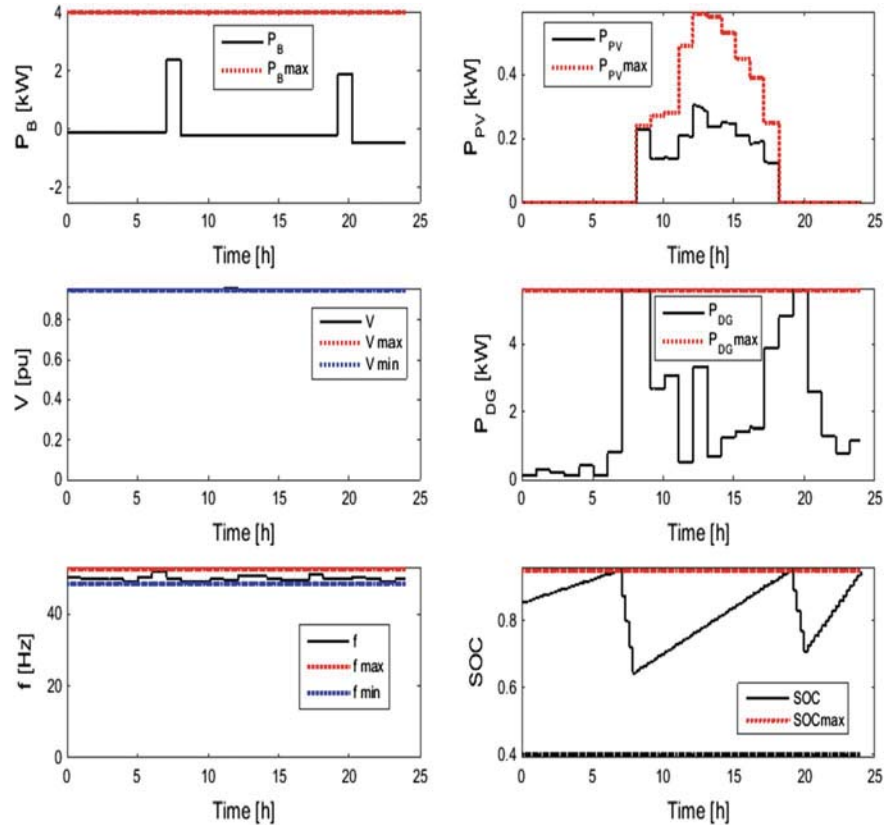 4
2
0
-2
P_B [kW]
P_B
P_B max
0 5 10 15 20 25
Time [h]
0.4
0.2
0
P_PV [kW]
P_PV
P_PV max
0 5 10 15 20 25
Time [h]
0.8
0.6
0.4
0.2
0
V [pu]
V
V max
V min
0 5 10 15 20 25
Time [h]
4
2
0
P_DG [kW]
P_DG
P_DG max
0 5 10 15 20 25
Time [h]
40
20
0
f [Hz]
f
f max
f min
0 5 10 15 20 25
Time [h]
0.8
0.6
0.4
SOC
SOC
SOCmax
0 5 10 15 20 25
Time [h]